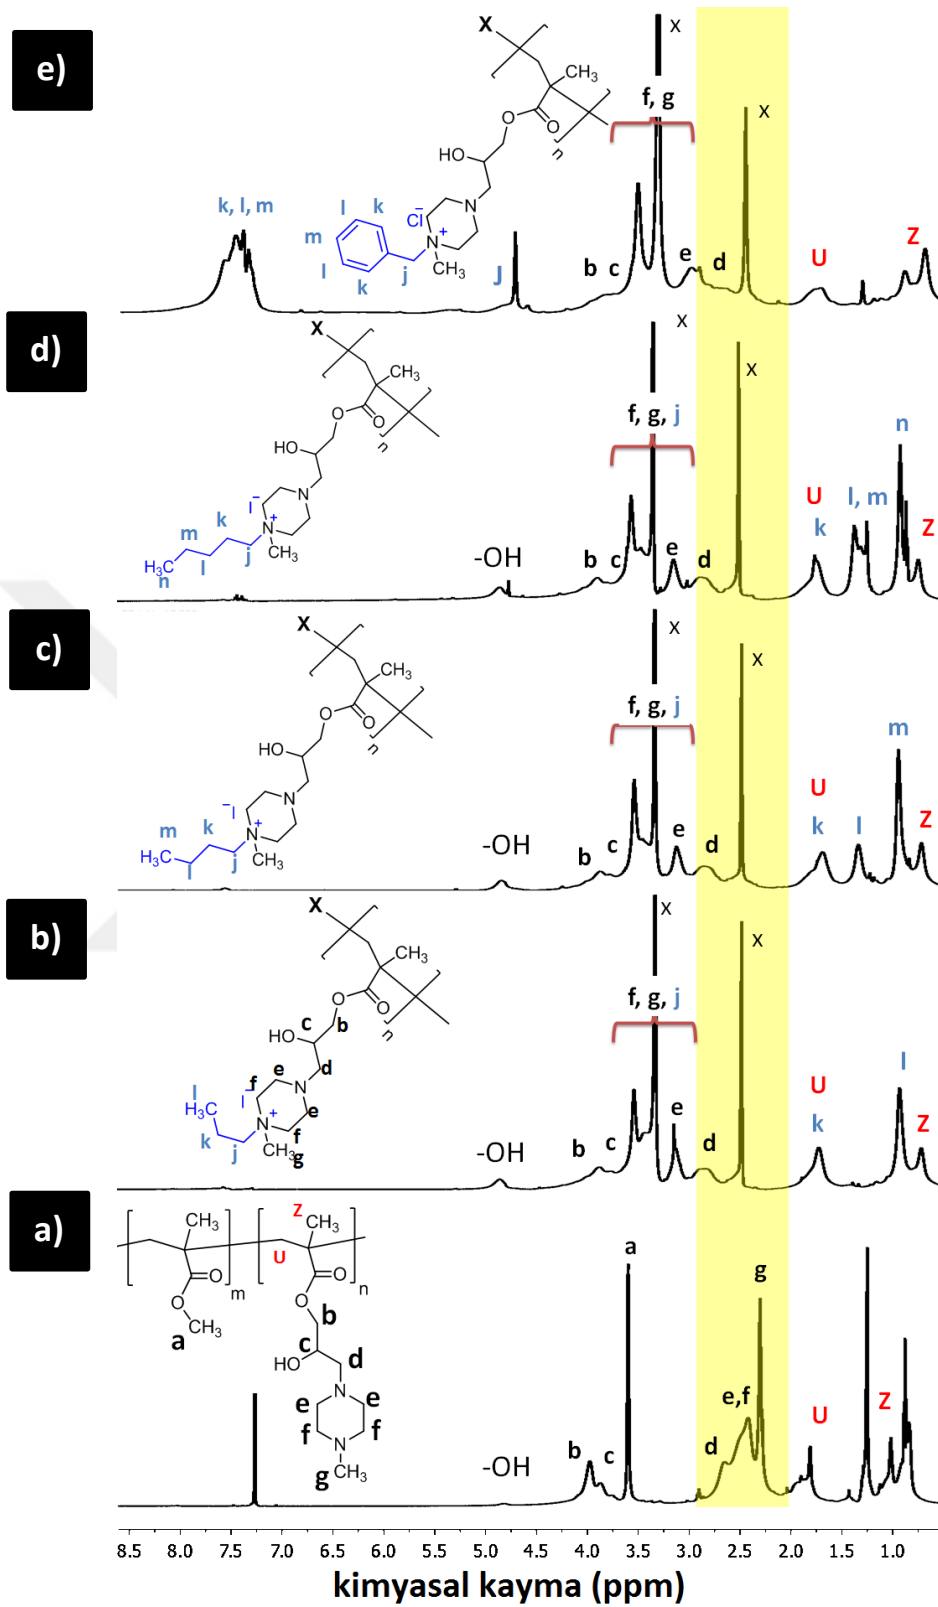 e)
X
CH₃
O
O
n
HO
N
Cl⁻
N⁺
CH₃
l
k
m
l
k
j
k, l, m
J
b
c
f, g
x
e
d
x
U
Z
d)
X
CH₃
O
O
n
HO
N
I⁻
N⁺
CH₃
k
m
H₃C
l
j
n
-OH
b
c
f, g, j
x
e
d
x
U
k
l, m
n
Z
c)
X
CH₃
O
O
n
HO
N
⁻I
N⁺
CH₃
m
k
H₃C
l
j
-OH
b
c
f, g, j
x
e
d
x
U
k
l
m
Z
b)
X
CH₃
O
O
n
HO
c
b
d
e
N
f
I⁻
e
N⁺
f
CH₃
g
l
H₃C
k
j
-OH
b
c
f, g, j
x
e
d
x
U
k
l
Z
a)
CH₃
O
O
m
CH₃
a
Z
CH₃
U
O
O
n
b
c
HO
d
N
e
e
f
f
N
g
CH₃
-OH
b
c
a
d
e,f
g
U
Z
8.5 8.0 7.5 7.0 6.5 6.0 5.5 5.0 4.5 4.0 3.5 3.0 2.5 2.0 1.5 1.0
kimyasal kayma (ppm)